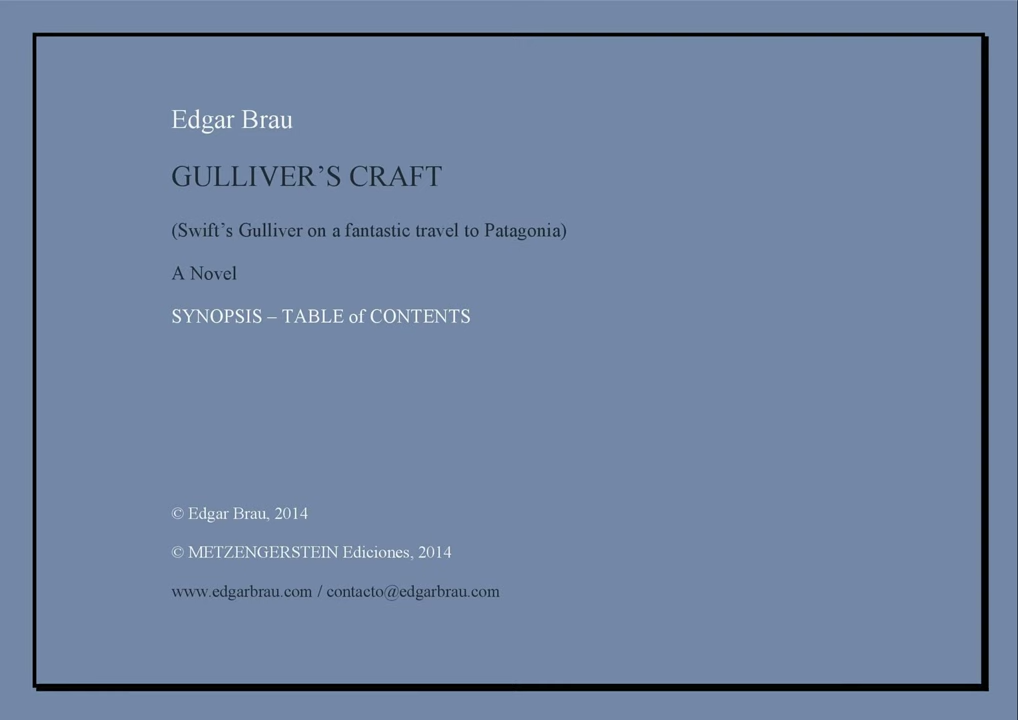 Edgar Brau
GULLIVER’S CRAFT
(Swift’s Gulliver on a fantastic travel to Patagonia)
A Novel
SYNOPSIS – TABLE of CONTENTS
© Edgar Brau, 2014
© METZENGERSTEIN Ediciones, 2014
www.edgarbrau.com / contacto@edgarbrau.com